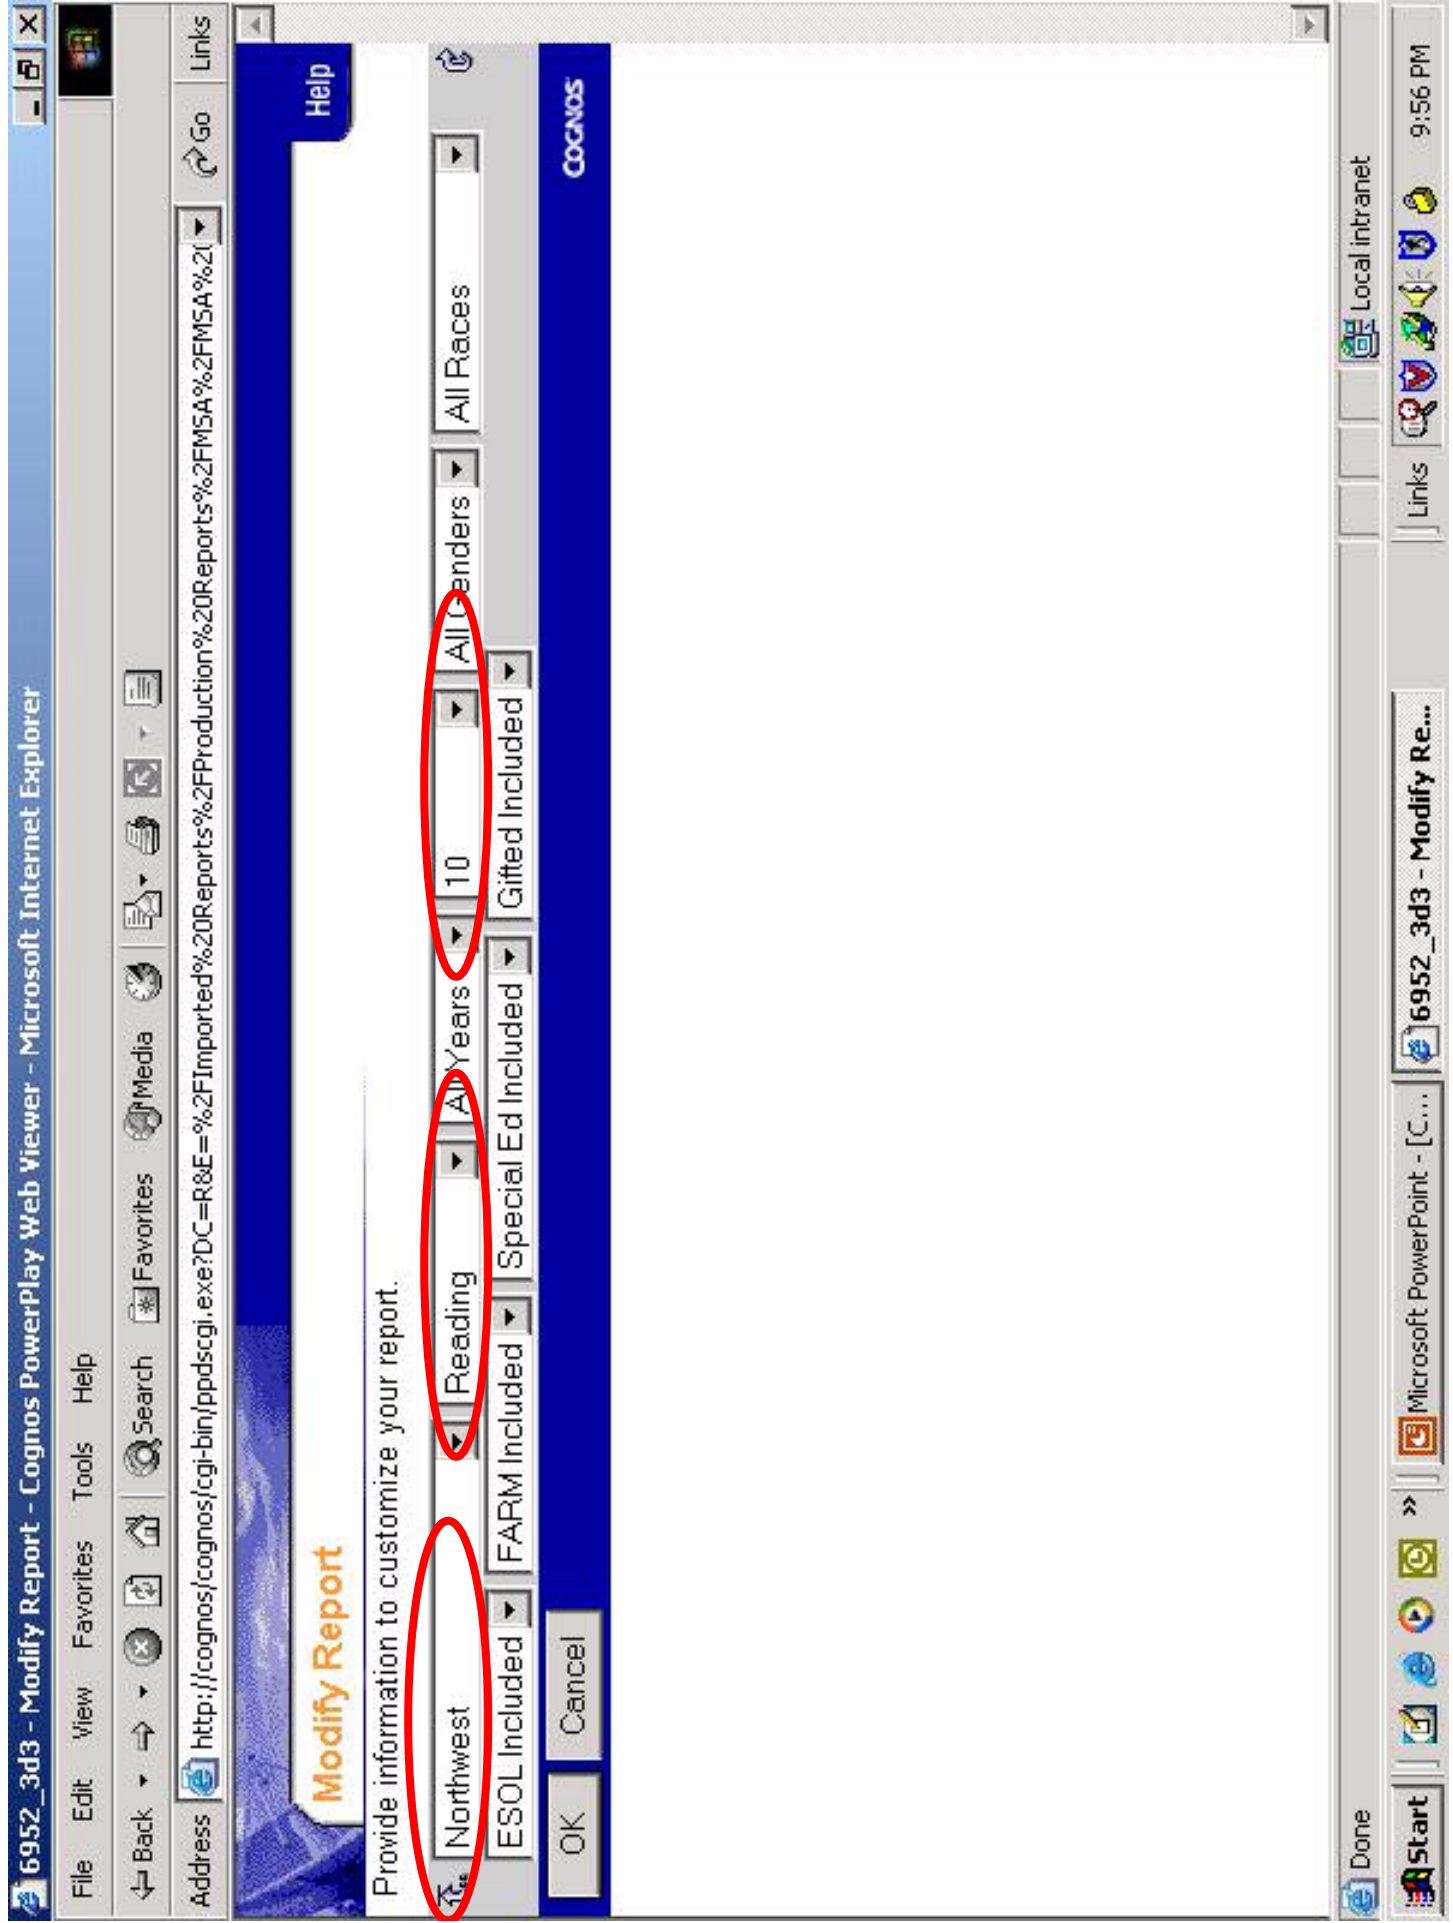 6952_3d3 - Modify Report - Cognos PowerPlay Web Viewer - Microsoft Internet Explorer
File Edit View Favorites Tools Help
Back Search Favorites Media
Address http://cognos/cognos/cgi-bin/ppdscgi.exe?DC=R&E=%2FImported%20Reports%2FProduction%20Reports%2FMSA%2FMSA%20 Go Links
Help
Modify Report
Provide information to customize your report.
Northwest Reading All Years 10 All Genders All Races
ESOL Included FARM Included Special Ed Included Gifted Included
OK Cancel COGNOS
Done Local intranet
Start » Microsoft PowerPoint - [C... 6952_3d3 - Modify Re... Links 9:56 PM